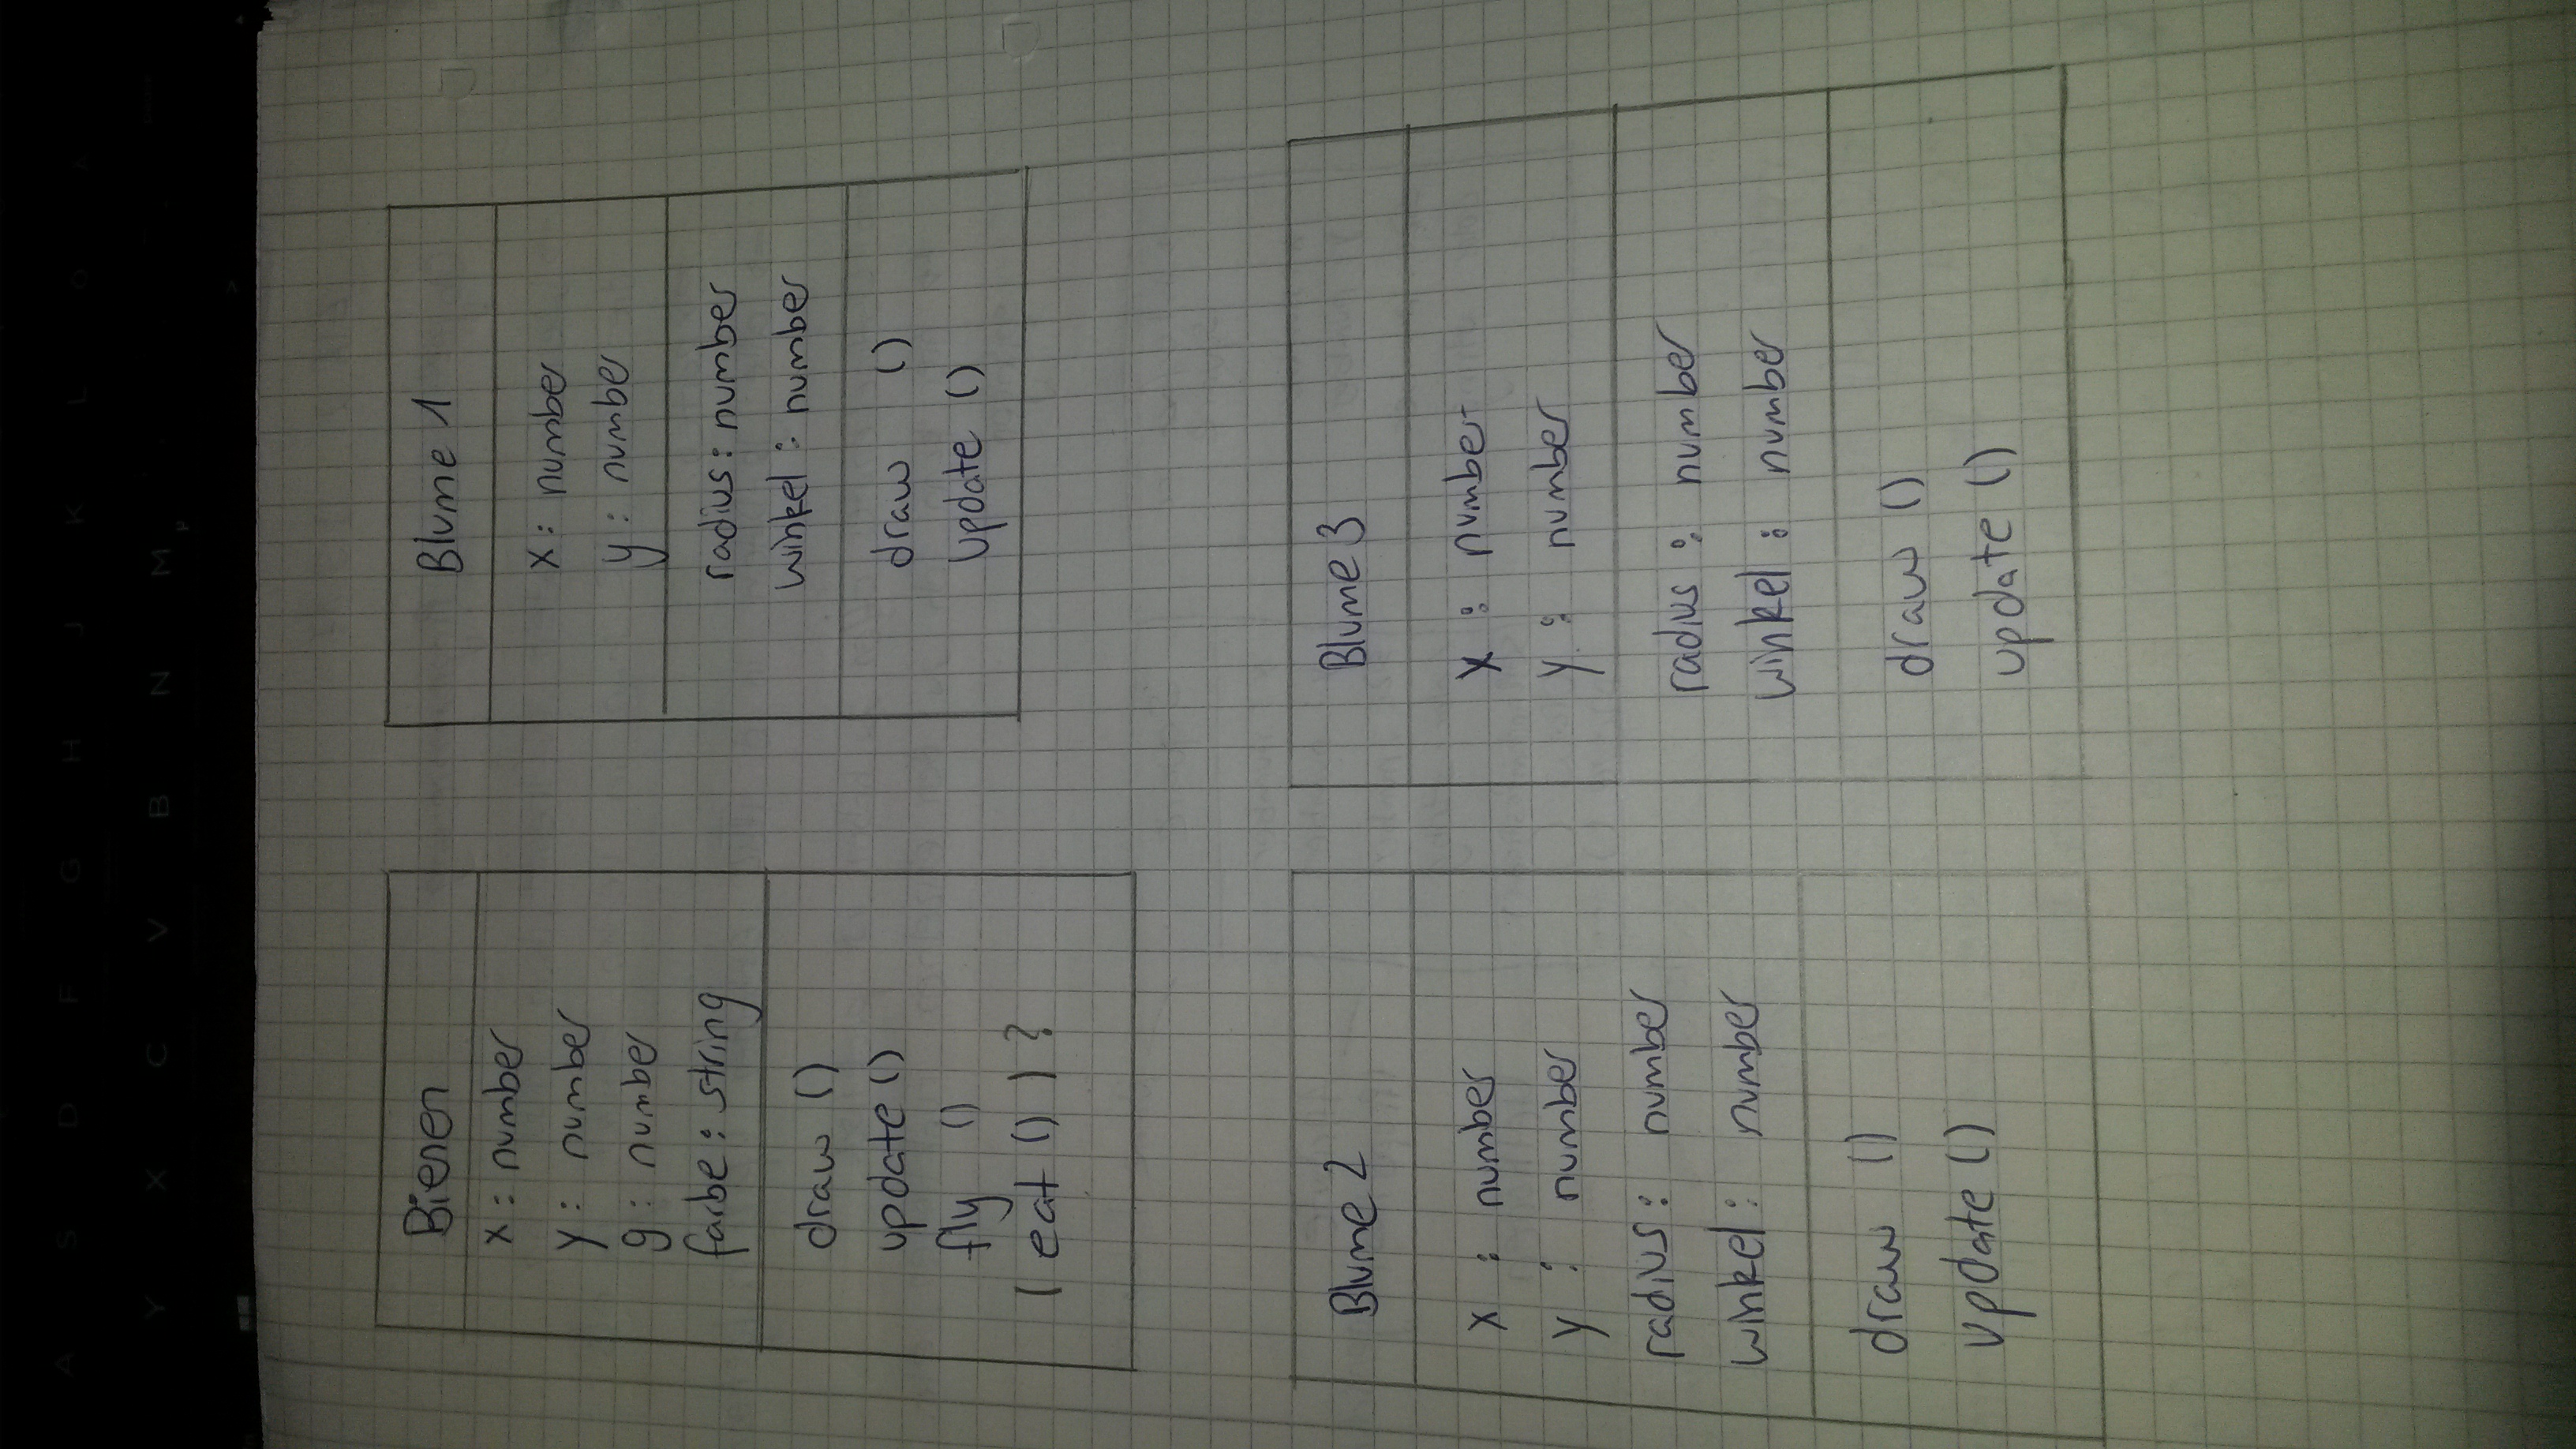 A S D F G H J K L Ö Ä
Y X C V B N M
µ
Bienen
x : number
y : number
g : number
farbe : string
draw ()
update ()
fly ()
( eat () ) ?
Blume 1
x : number
y : number
radius : number
winkel : number
draw ()
update ()
Blume 2
x : number
y : number
radius : number
winkel : number
draw ()
update ()
Blume 3
x : number
y : number
radius : number
winkel : number
draw ()
update ()